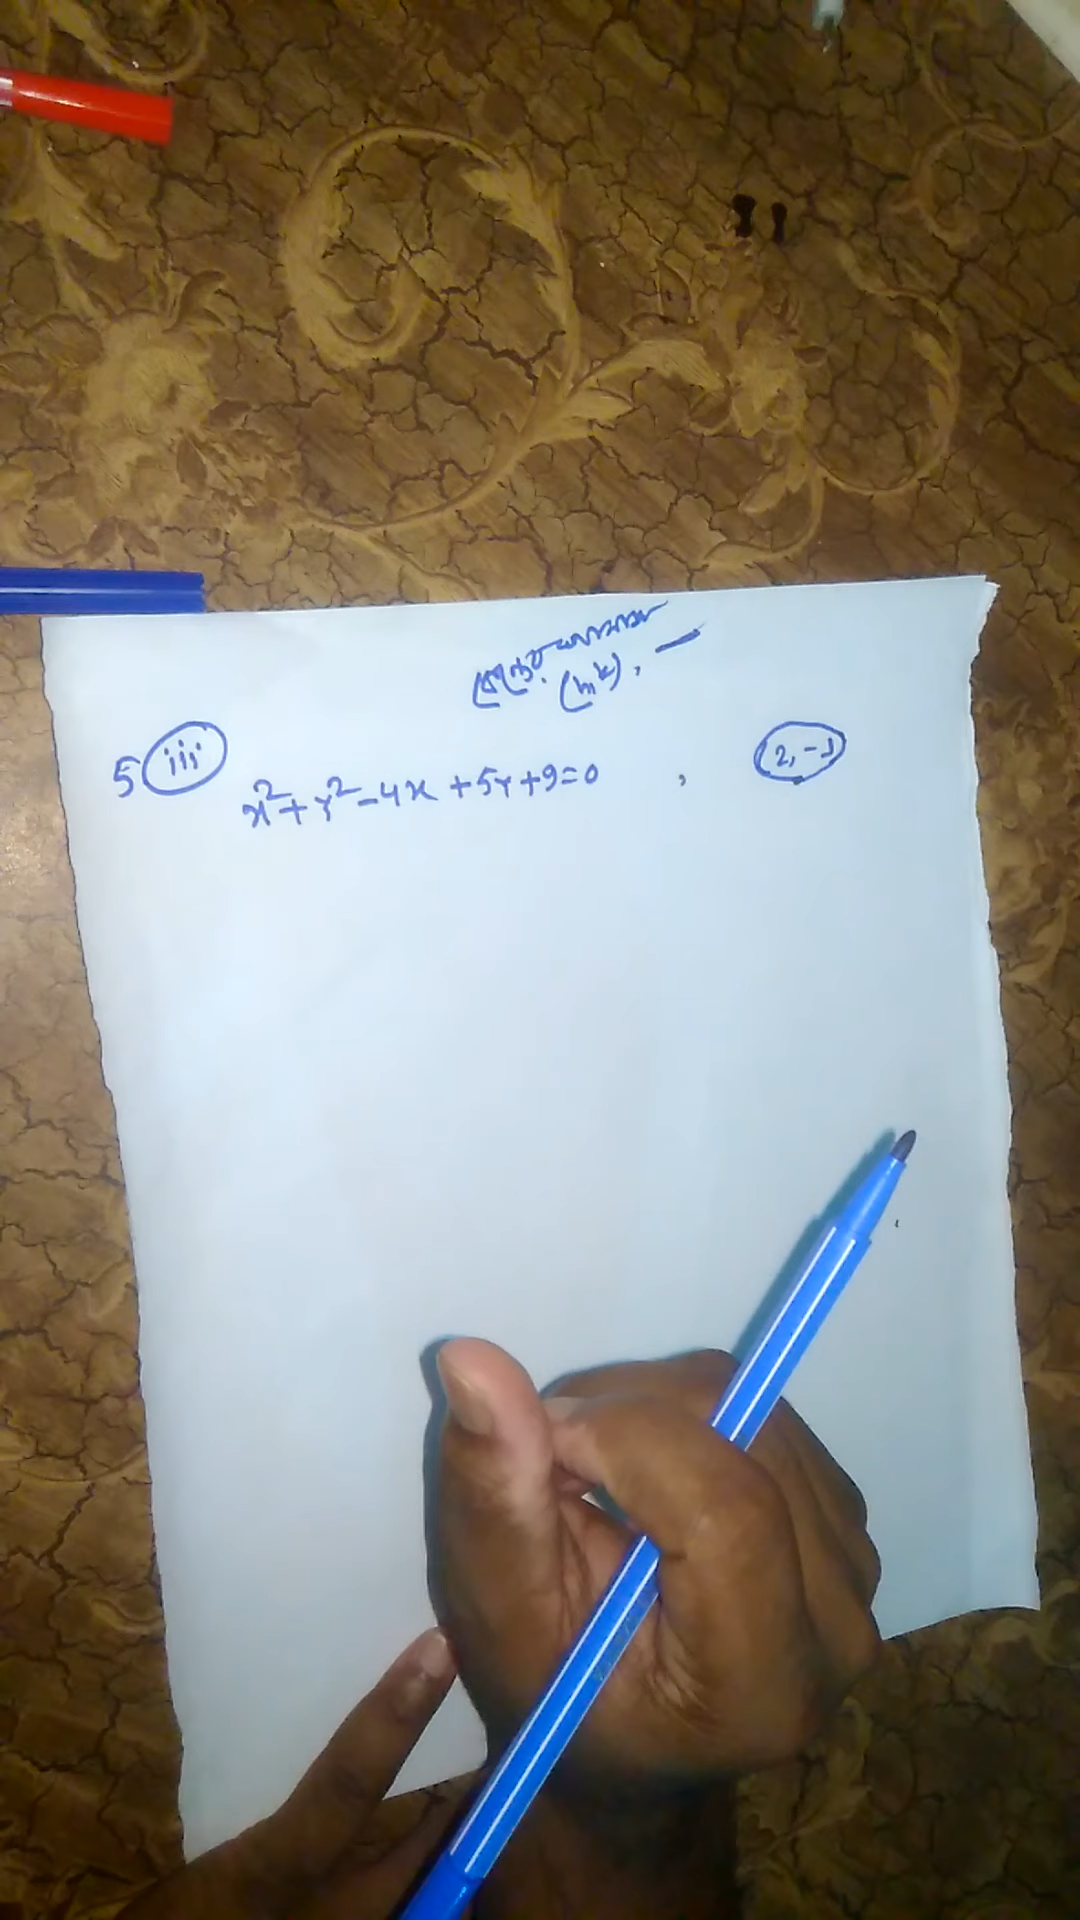 কেন্দ্রের
(h,k), —
5 (iii) x²+y²-4x+5y+9=0 , (2,-1)